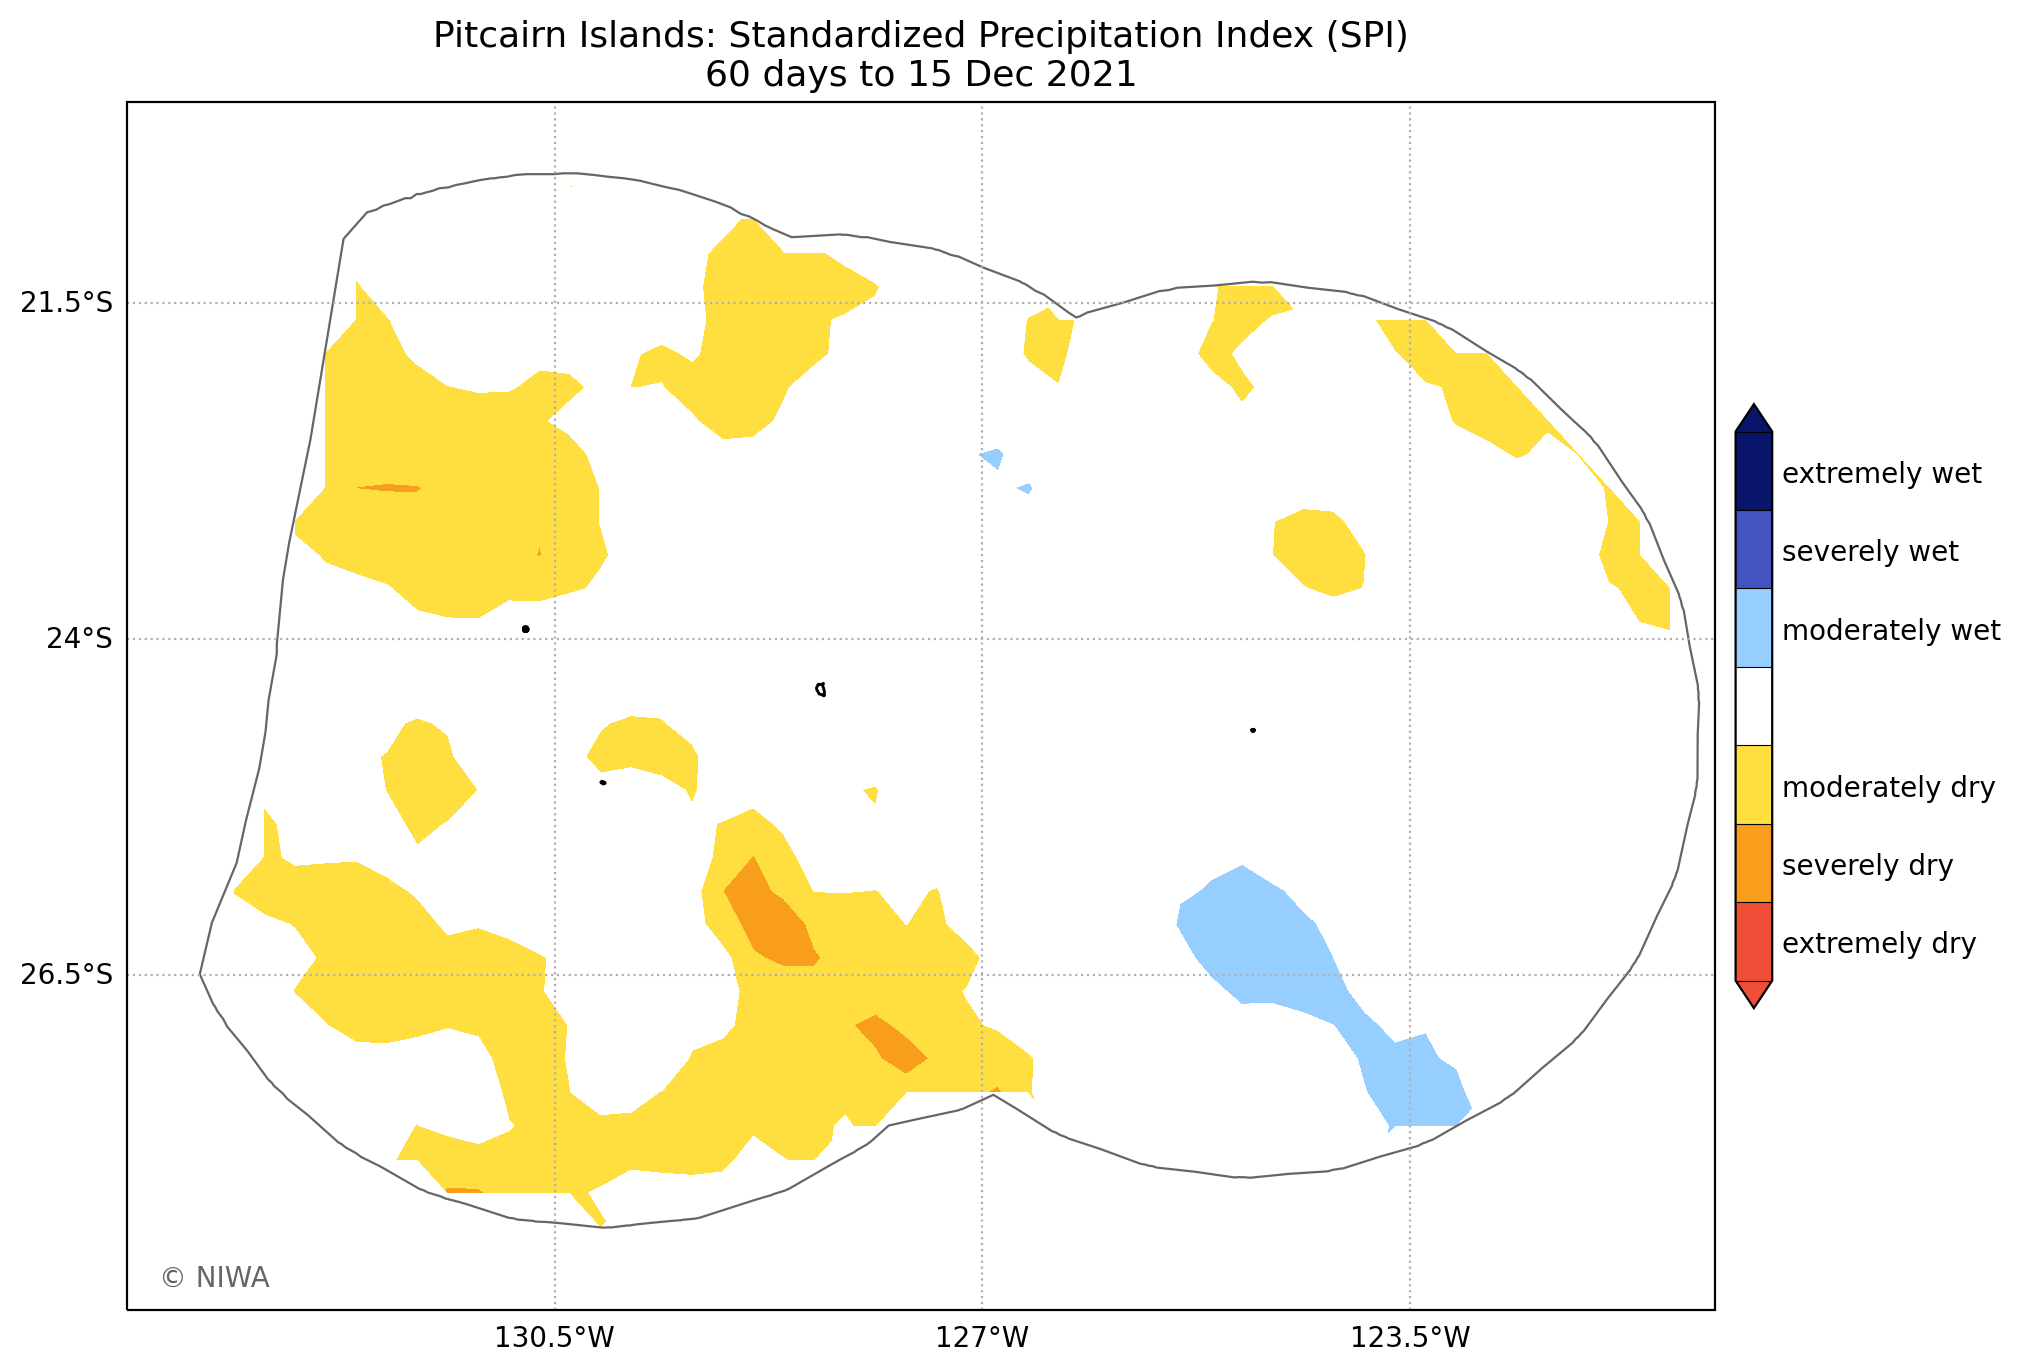 Pitcairn Islands: Standardized Precipitation Index (SPI)
60 days to 15 Dec 2021
21.5°S
24°S
26.5°S
130.5°W
127°W
123.5°W
extremely wet
severely wet
moderately wet
moderately dry
severely dry
extremely dry
© NIWA